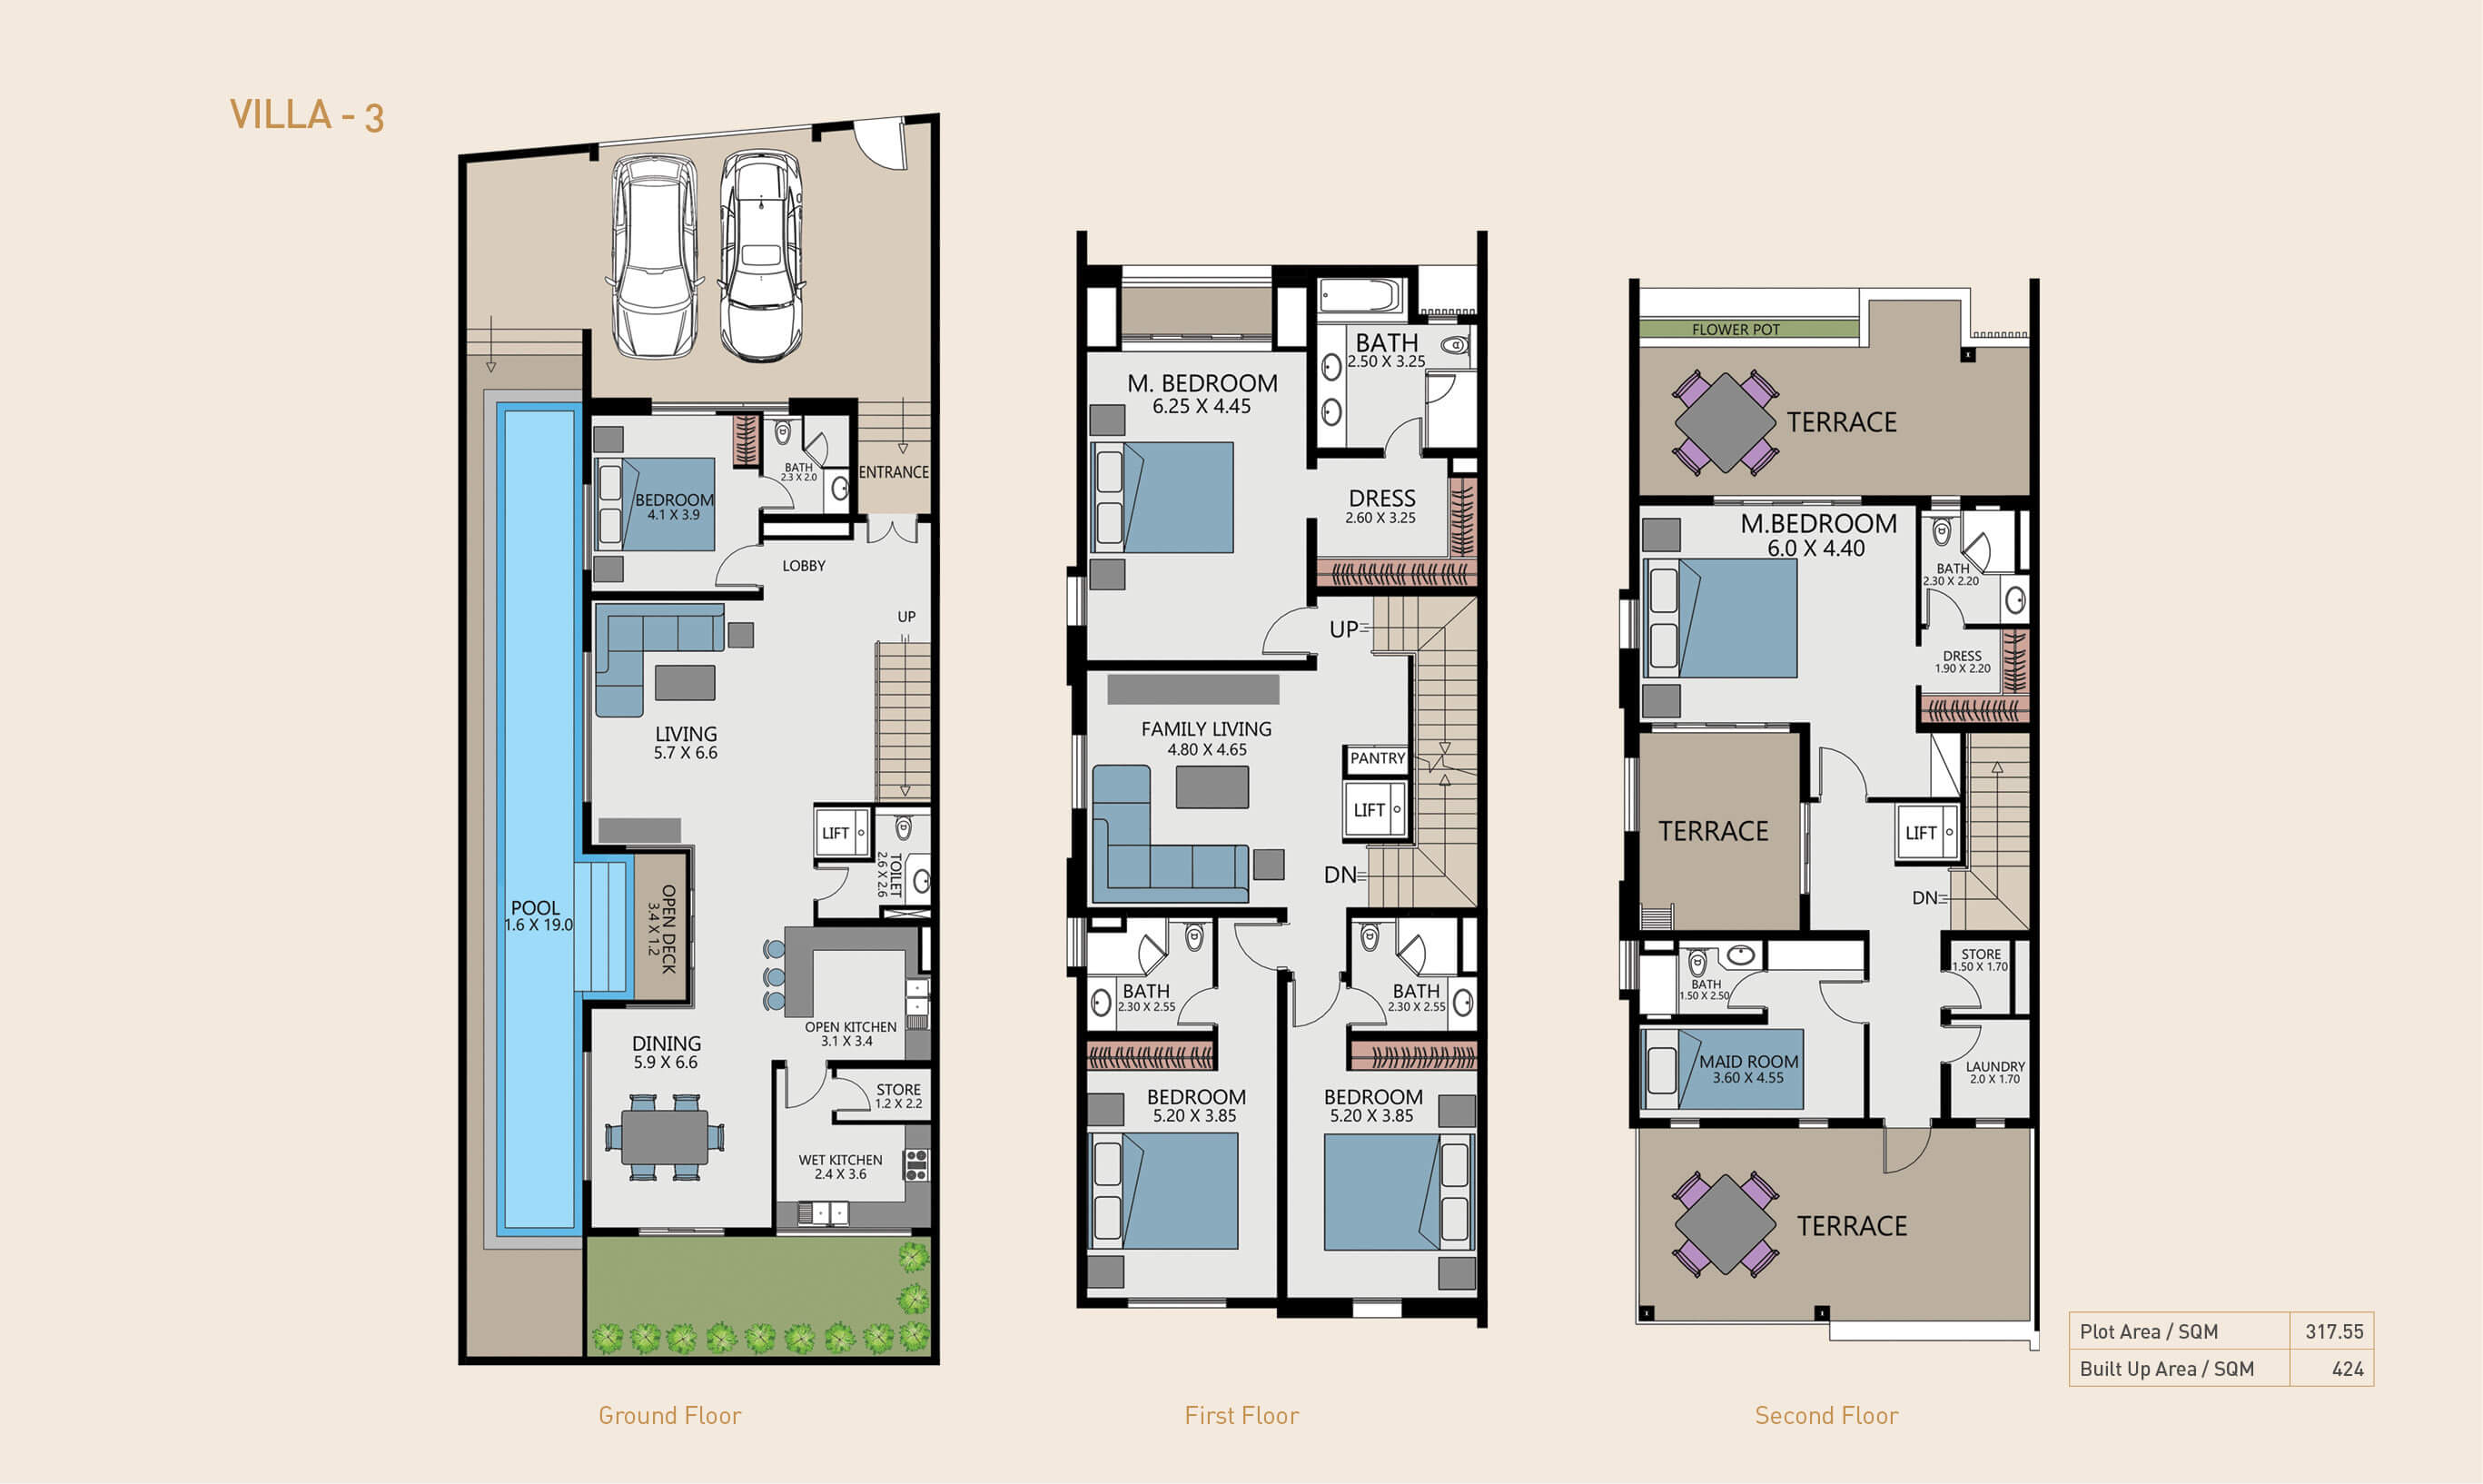 VILLA - 3
BEDROOM
4.1 X 3.9
BATH
2.3 X 2.0
ENTRANCE
LOBBY
UP
LIVING
5.7 X 6.6
LIFT
TOILET
2.6 X 2.6
POOL
1.6 X 19.0
OPEN DECK
3.4 X 1.2
OPEN KITCHEN
3.1 X 3.4
DINING
5.9 X 6.6
STORE
1.2 X 2.2
WET KITCHEN
2.4 X 3.6
Ground Floor
BATH
2.50 X 3.25
M. BEDROOM
6.25 X 4.45
DRESS
2.60 X 3.25
UP
FAMILY LIVING
4.80 X 4.65
PANTRY
LIFT
DN
BATH
2.30 X 2.55
BATH
2.30 X 2.55
BEDROOM
5.20 X 3.85
BEDROOM
5.20 X 3.85
First Floor
FLOWER POT
TERRACE
M.BEDROOM
6.0 X 4.40
BATH
2.30 X 2.20
DRESS
1.90 X 2.20
TERRACE
LIFT
DN
STORE
1.50 X 1.70
BATH
1.50 X 2.50
MAID ROOM
3.60 X 4.55
LAUNDRY
2.0 X 1.70
TERRACE
Second Floor
Plot Area / SQM 317.55
Built Up Area / SQM 424